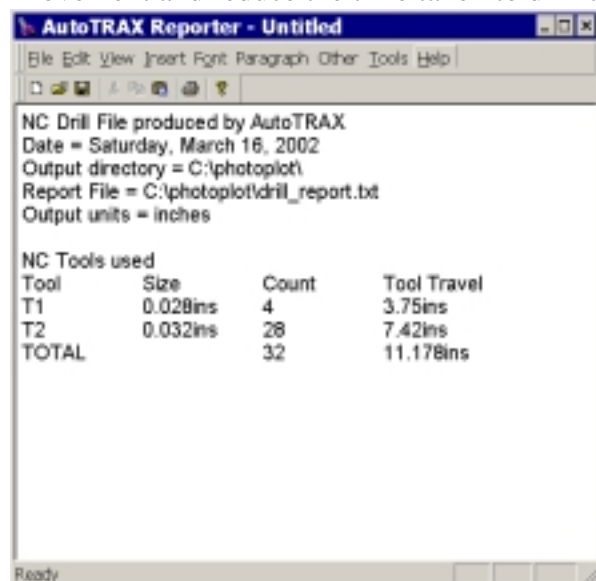 AutoTRAX Reporter - Untitled
File Edit View Insert Font Paragraph Other Tools Help
NC Drill File produced by AutoTRAX
Date = Saturday, March 16, 2002
Output directory = C:\photoplot\
Report File = C:\photoplot\drill_report.txt
Output units = inches
NC Tools used
Tool Size Count Tool Travel
T1 0.028ins 4 3.75ins
T2 0.032ins 28 7.42ins
TOTAL 32 11.178ins
Ready